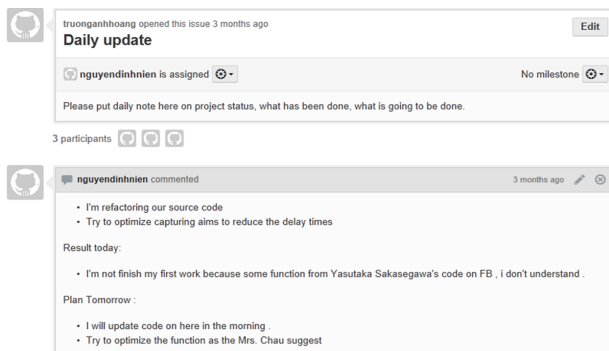 truonganhhoang opened this issue 3 months ago
Edit
Daily update
nguyendinhnien is assigned
No milestone
Please put daily note here on project status, what has been done, what is going to be done.
3 participants
nguyendinhnien commented
3 months ago
• I'm refactoring our source code
• Try to optimize capturing aims to reduce the delay times
Result today:
• I'm not finish my first work because some function from Yasutaka Sakasegawa's code on FB , i don't understand .
Plan Tomorrow :
• I will update code on here in the morning .
• Try to optimize the function as the Mrs. Chau suggest